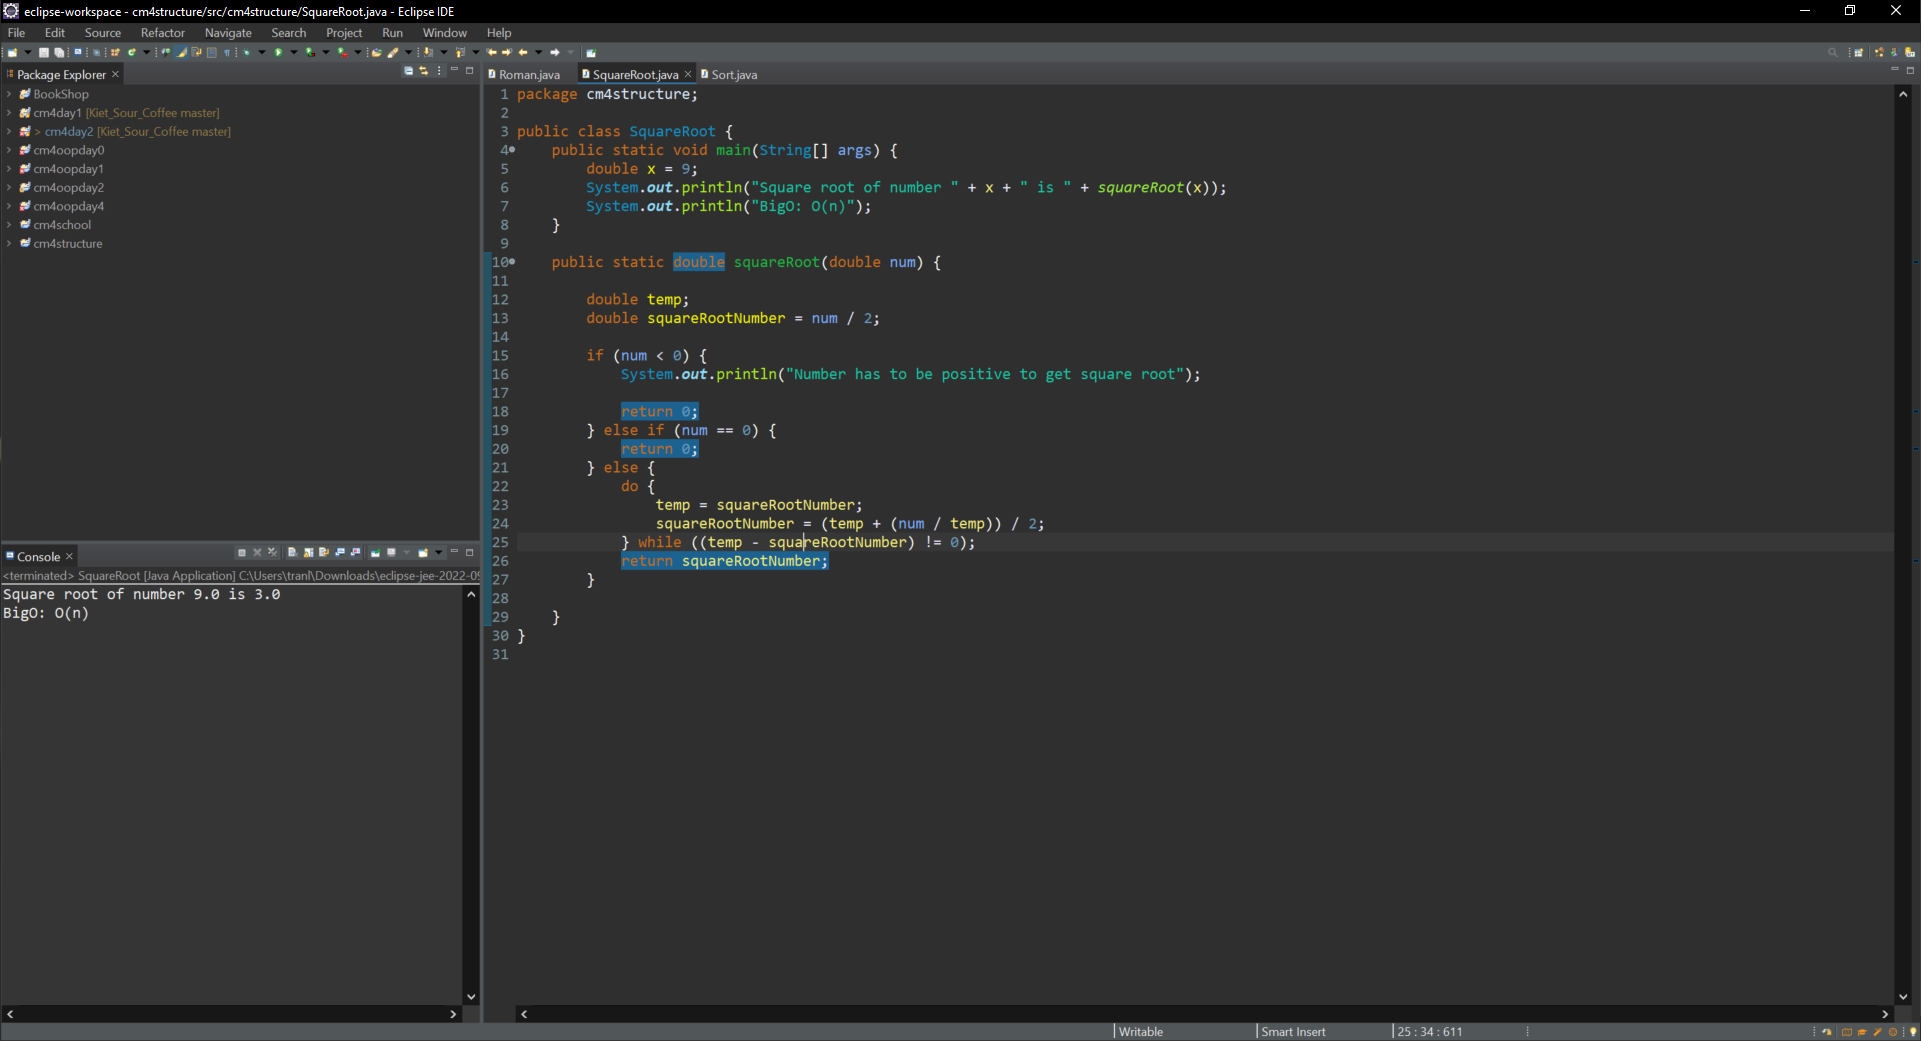 eclipse-workspace - cm4structure/src/cm4structure/SquareRoot.java - Eclipse IDE
File Edit Source Refactor Navigate Search Project Run Window Help
Package Explorer
BookShop
cm4day1 [Kiet_Sour_Coffee master]
> cm4day2 [Kiet_Sour_Coffee master]
cm4oopday0
cm4oopday1
cm4oopday2
cm4oopday4
cm4school
cm4structure
Console
<terminated> SquareRoot [Java Application] C:\Users\tranl\Downloads\eclipse-jee-2022-09
Square root of number 9.0 is 3.0
BigO: O(n)
Roman.java SquareRoot.java Sort.java
1 package cm4structure;
2
3 public class SquareRoot {
4 public static void main(String[] args) {
5 double x = 9;
6 System.out.println("Square root of number " + x + " is " + squareRoot(x));
7 System.out.println("BigO: O(n)");
8 }
9
10 public static double squareRoot(double num) {
11
12 double temp;
13 double squareRootNumber = num / 2;
14
15 if (num < 0) {
16 System.out.println("Number has to be positive to get square root");
17
18 return 0;
19 } else if (num == 0) {
20 return 0;
21 } else {
22 do {
23 temp = squareRootNumber;
24 squareRootNumber = (temp + (num / temp)) / 2;
25 } while ((temp - squareRootNumber) != 0);
26 return squareRootNumber;
27 }
28
29 }
30 }
31
Writable Smart Insert 25 : 34 : 611